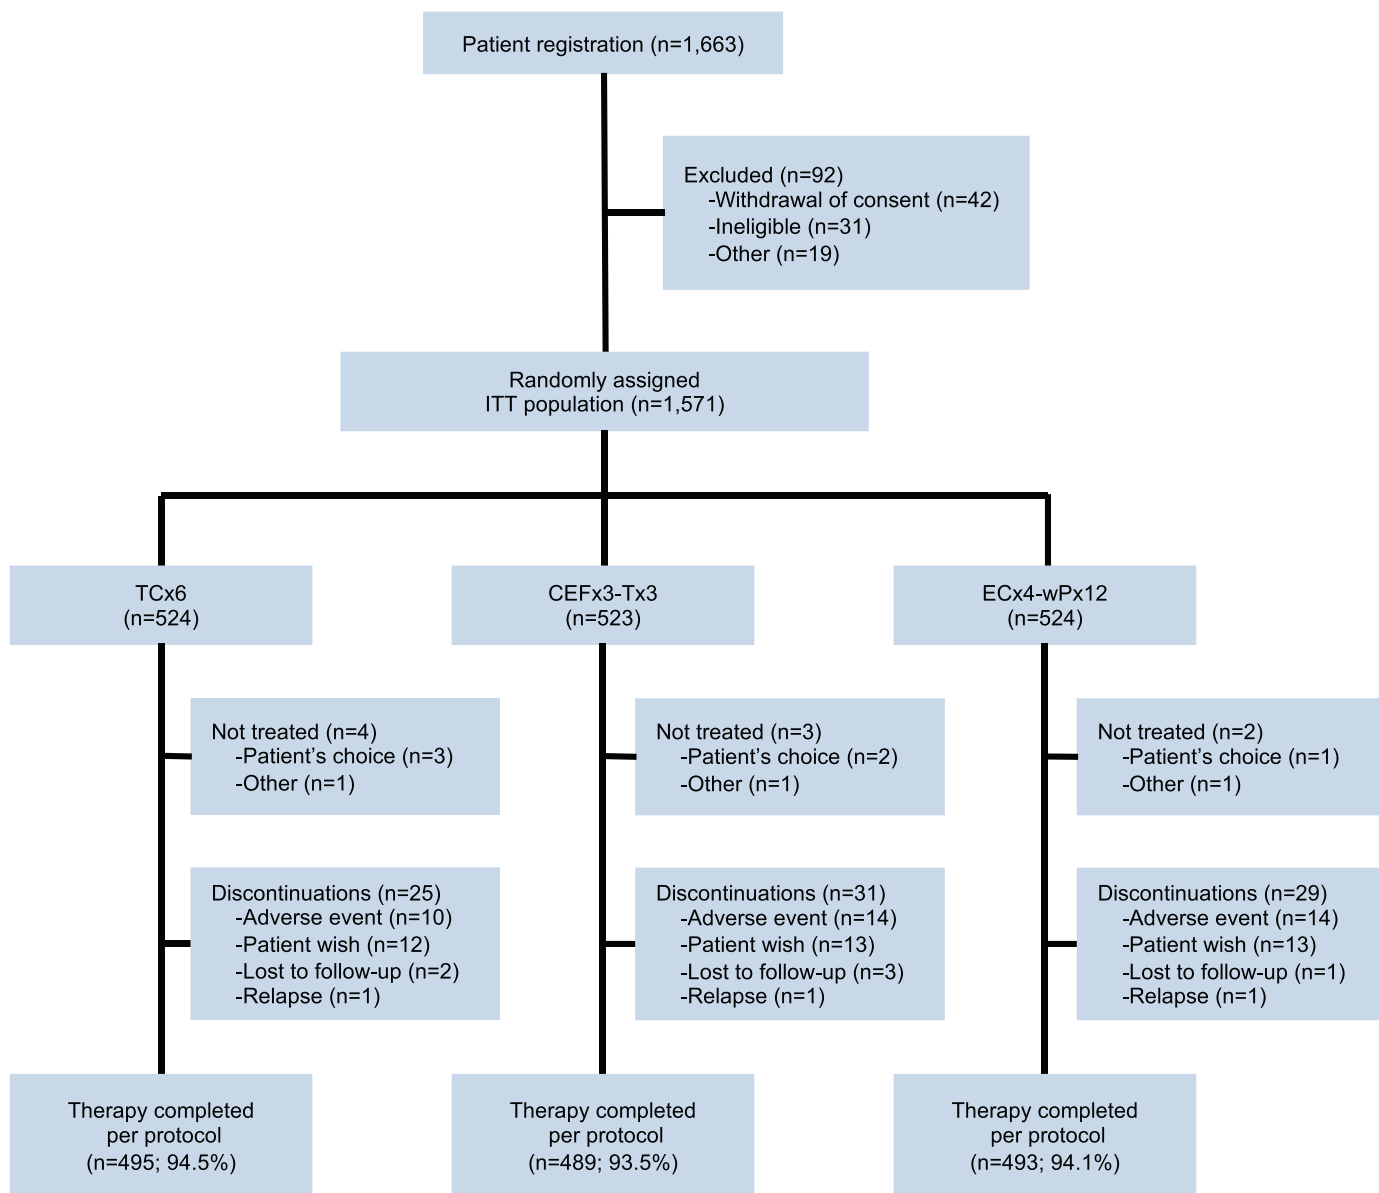 Patient registration (n=1,663)
Excluded (n=92)
-Withdrawal of consent (n=42)
-Ineligible (n=31)
-Other (n=19)
Randomly assigned
ITT population (n=1,571)
TCx6
(n=524)
CEFx3-Tx3
(n=523)
ECx4-wPx12
(n=524)
Not treated (n=4)
-Patient’s choice (n=3)
-Other (n=1)
Not treated (n=3)
-Patient’s choice (n=2)
-Other (n=1)
Not treated (n=2)
-Patient’s choice (n=1)
-Other (n=1)
Discontinuations (n=25)
-Adverse event (n=10)
-Patient wish (n=12)
-Lost to follow-up (n=2)
-Relapse (n=1)
Discontinuations (n=31)
-Adverse event (n=14)
-Patient wish (n=13)
-Lost to follow-up (n=3)
-Relapse (n=1)
Discontinuations (n=29)
-Adverse event (n=14)
-Patient wish (n=13)
-Lost to follow-up (n=1)
-Relapse (n=1)
Therapy completed
per protocol
(n=495; 94.5%)
Therapy completed
per protocol
(n=489; 93.5%)
Therapy completed
per protocol
(n=493; 94.1%)